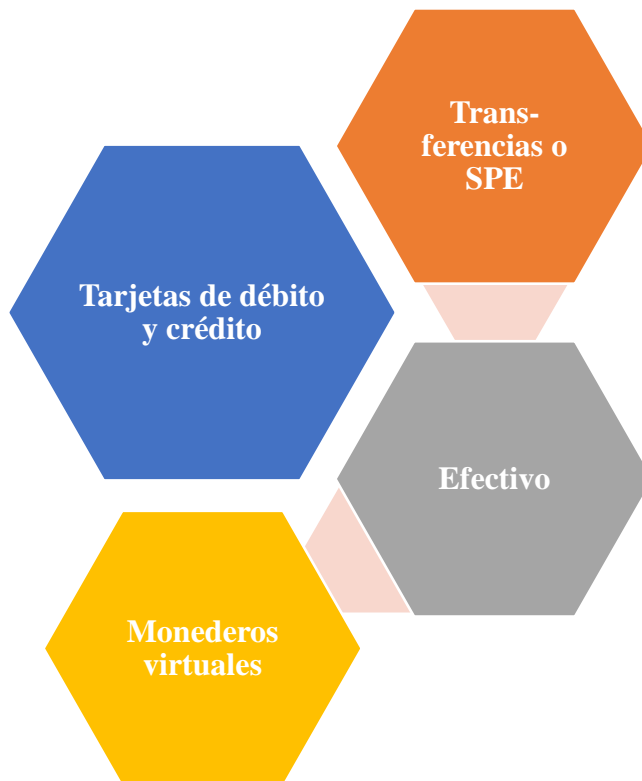 Trans-
ferencias o
SPE
Tarjetas de débito
y crédito
Efectivo
Monederos
virtuales